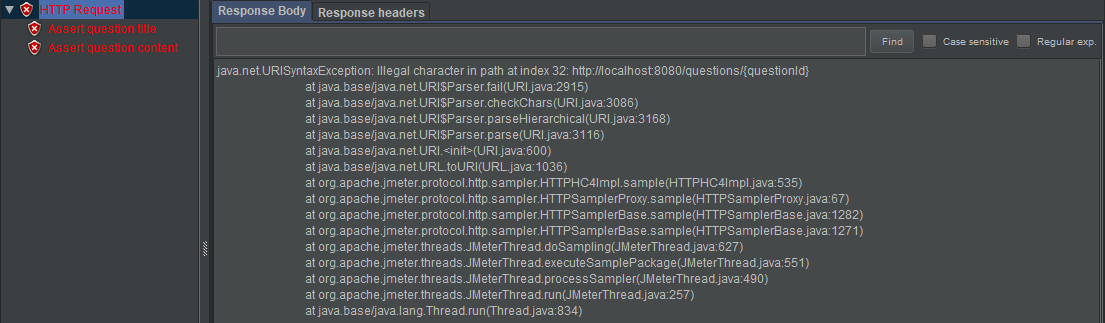 HTTP Request
Assert question title
Assert question content
Response Body Response headers
Find Case sensitive Regular exp.
java.net.URISyntaxException: Illegal character in path at index 32: http://localhost:8080/questions/{questionId}
at java.base/java.net.URI$Parser.fail(URI.java:2915)
at java.base/java.net.URI$Parser.checkChars(URI.java:3086)
at java.base/java.net.URI$Parser.parseHierarchical(URI.java:3168)
at java.base/java.net.URI$Parser.parse(URI.java:3116)
at java.base/java.net.URI.<init>(URI.java:600)
at java.base/java.net.URL.toURI(URL.java:1036)
at org.apache.jmeter.protocol.http.sampler.HTTPHC4Impl.sample(HTTPHC4Impl.java:535)
at org.apache.jmeter.protocol.http.sampler.HTTPSamplerProxy.sample(HTTPSamplerProxy.java:67)
at org.apache.jmeter.protocol.http.sampler.HTTPSamplerBase.sample(HTTPSamplerBase.java:1282)
at org.apache.jmeter.protocol.http.sampler.HTTPSamplerBase.sample(HTTPSamplerBase.java:1271)
at org.apache.jmeter.threads.JMeterThread.doSampling(JMeterThread.java:627)
at org.apache.jmeter.threads.JMeterThread.executeSamplePackage(JMeterThread.java:551)
at org.apache.jmeter.threads.JMeterThread.processSampler(JMeterThread.java:490)
at org.apache.jmeter.threads.JMeterThread.run(JMeterThread.java:257)
at java.base/java.lang.Thread.run(Thread.java:834)